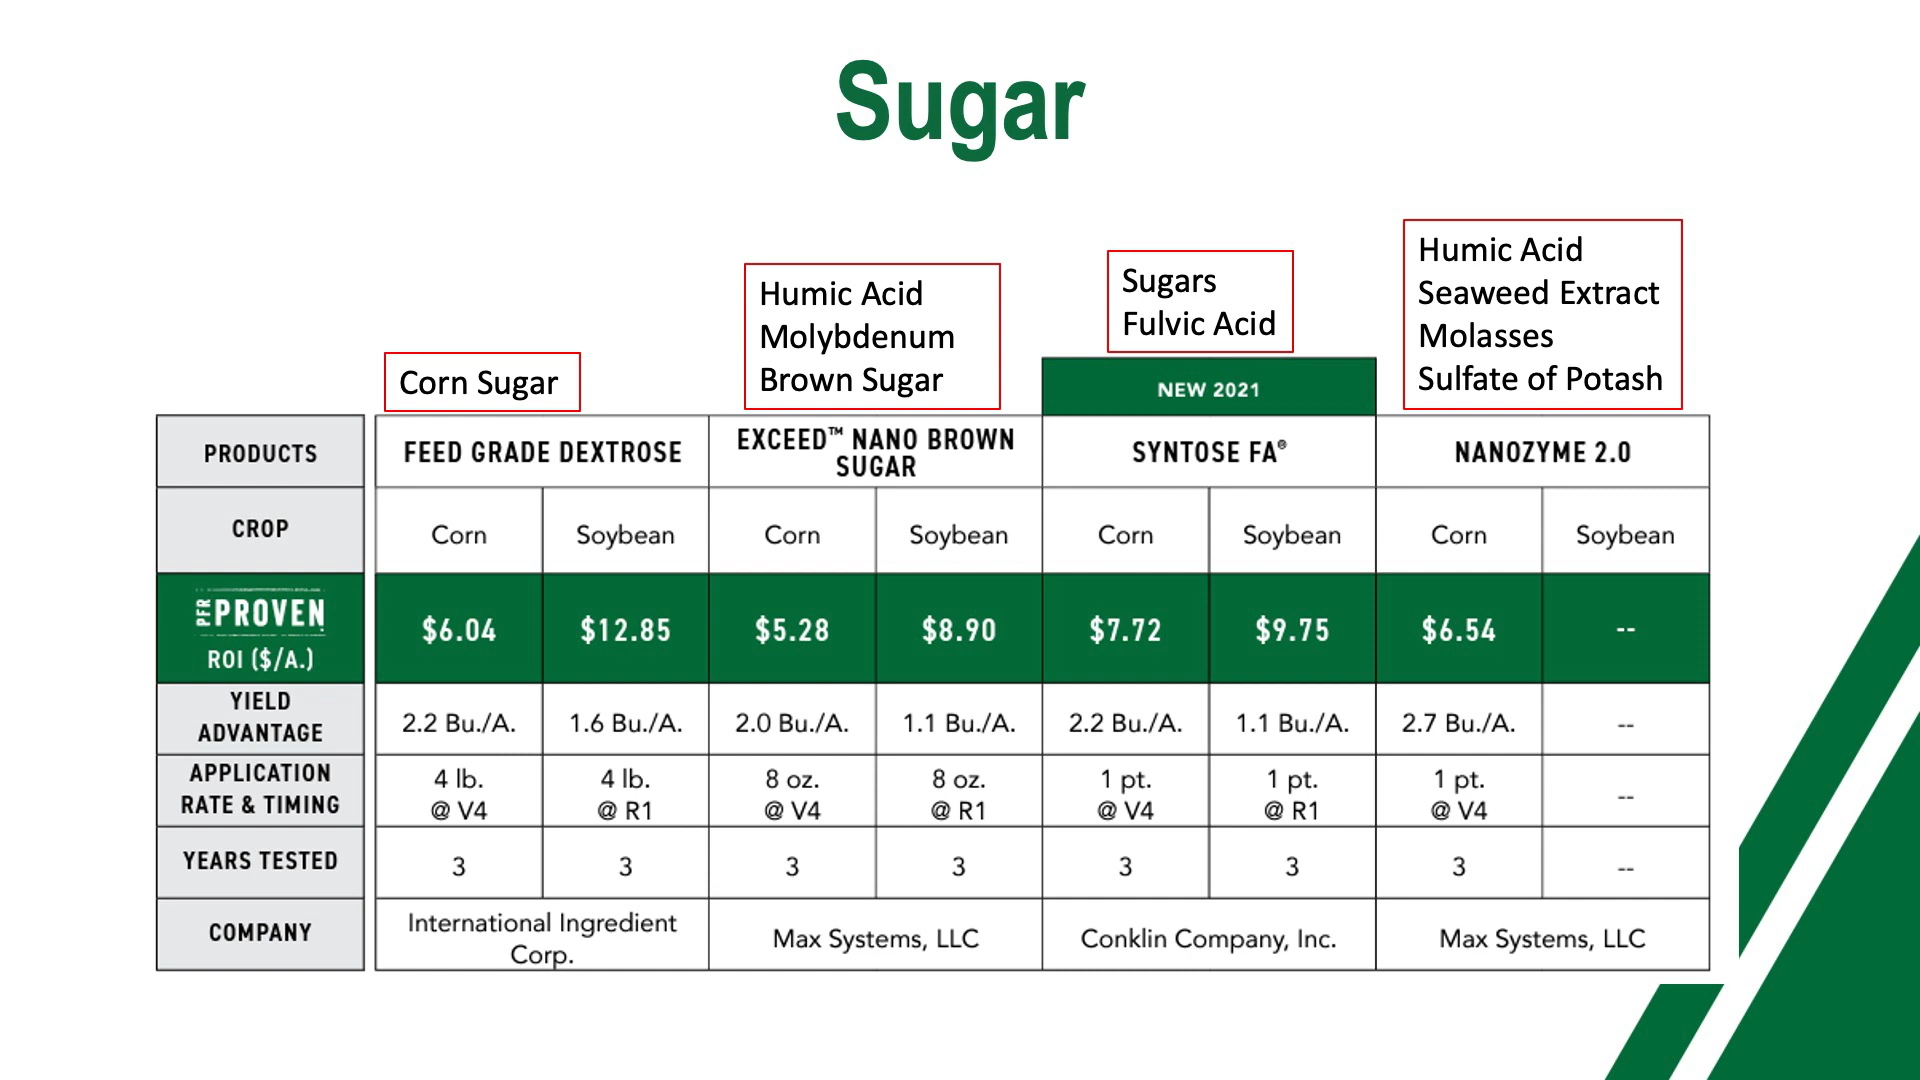 Sugar
Corn Sugar
Humic Acid
Molybdenum
Brown Sugar
Sugars
Fulvic Acid
Humic Acid
Seaweed Extract
Molasses
Sulfate of Potash
NEW 2021
PRODUCTS
FEED GRADE DEXTROSE
EXCEED™ NANO BROWN
SUGAR
SYNTOSE FA®
NANOZYME 2.0
CROP
Corn
Soybean
Corn
Soybean
Corn
Soybean
Corn
Soybean
PFR PROVEN
ROI ($/A.)
$6.04
$12.85
$5.28
$8.90
$7.72
$9.75
$6.54
--
YIELD
ADVANTAGE
2.2 Bu./A.
1.6 Bu./A.
2.0 Bu./A.
1.1 Bu./A.
2.2 Bu./A.
1.1 Bu./A.
2.7 Bu./A.
--
APPLICATION
RATE & TIMING
4 lb.
@ V4
4 lb.
@ R1
8 oz.
@ V4
8 oz.
@ R1
1 pt.
@ V4
1 pt.
@ R1
1 pt.
@ V4
--
YEARS TESTED
3
3
3
3
3
3
3
--
COMPANY
International Ingredient
Corp.
Max Systems, LLC
Conklin Company, Inc.
Max Systems, LLC